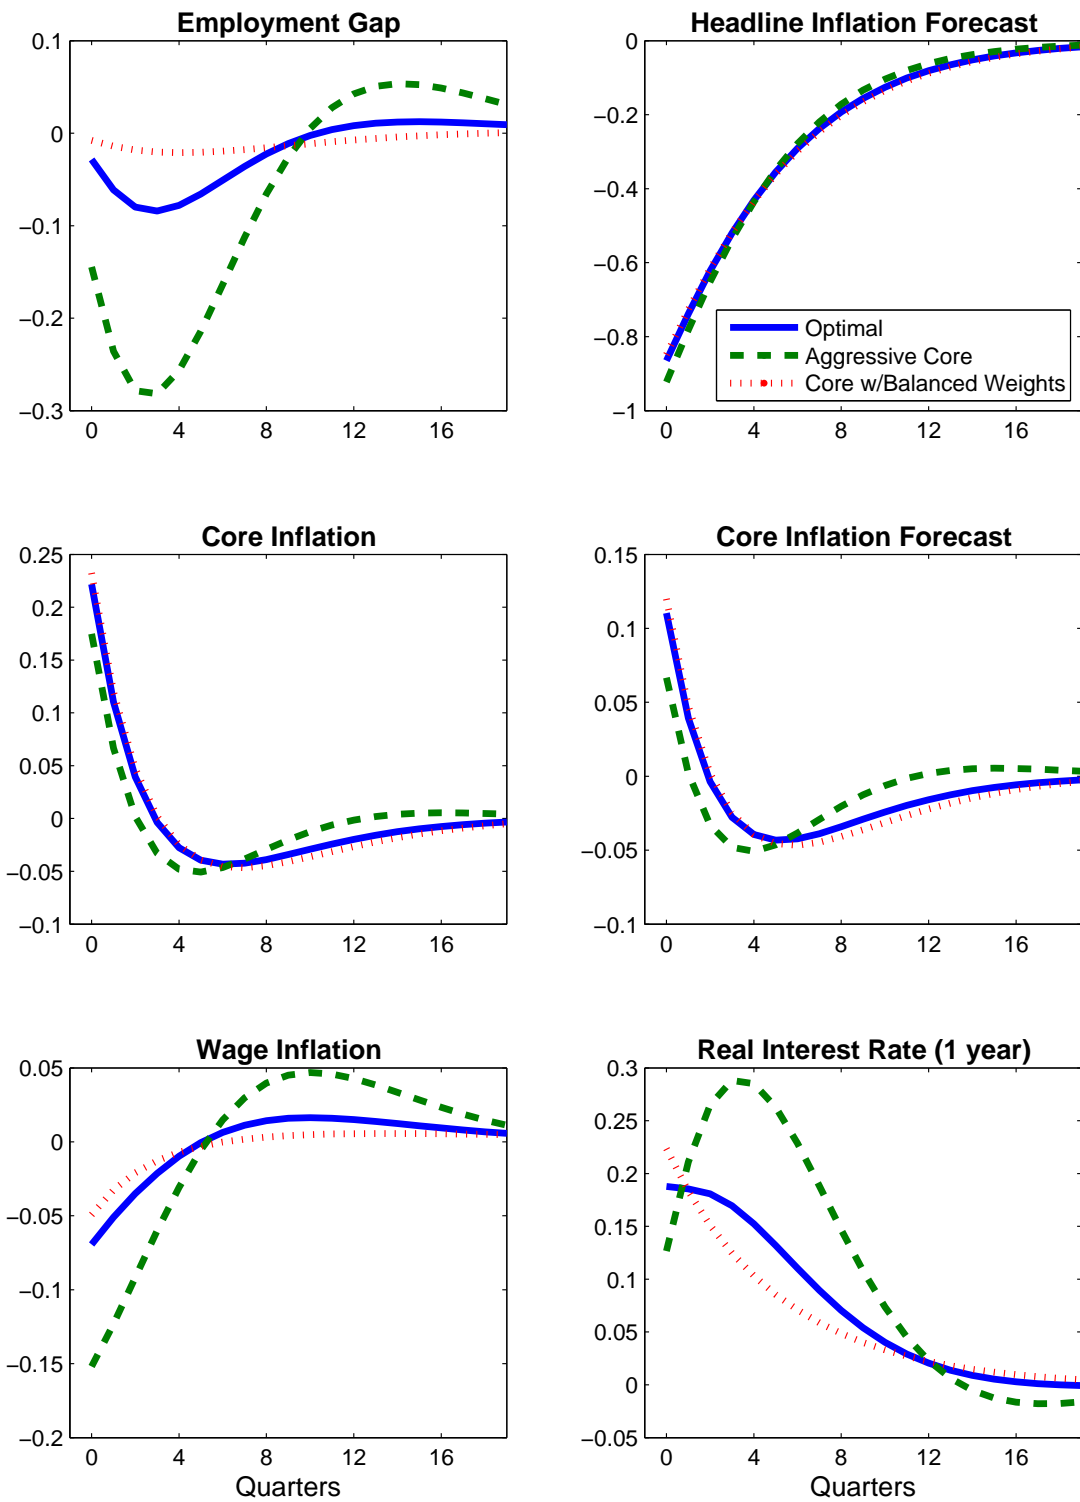 Employment Gap
0.1
0
−0.1
−0.2
−0.3
0 4 8 12 16
Headline Inflation Forecast
0
−0.2
−0.4
−0.6
−0.8
−1
Optimal
Aggressive Core
Core w/Balanced Weights
0 4 8 12 16
Core Inflation
0.25
0.2
0.15
0.1
0.05
0
−0.05
−0.1
0 4 8 12 16
Core Inflation Forecast
0.15
0.1
0.05
0
−0.05
−0.1
0 4 8 12 16
Wage Inflation
0.05
0
−0.05
−0.1
−0.15
−0.2
0 4 8 12 16
Quarters
Real Interest Rate (1 year)
0.3
0.25
0.2
0.15
0.1
0.05
0
−0.05
0 4 8 12 16
Quarters